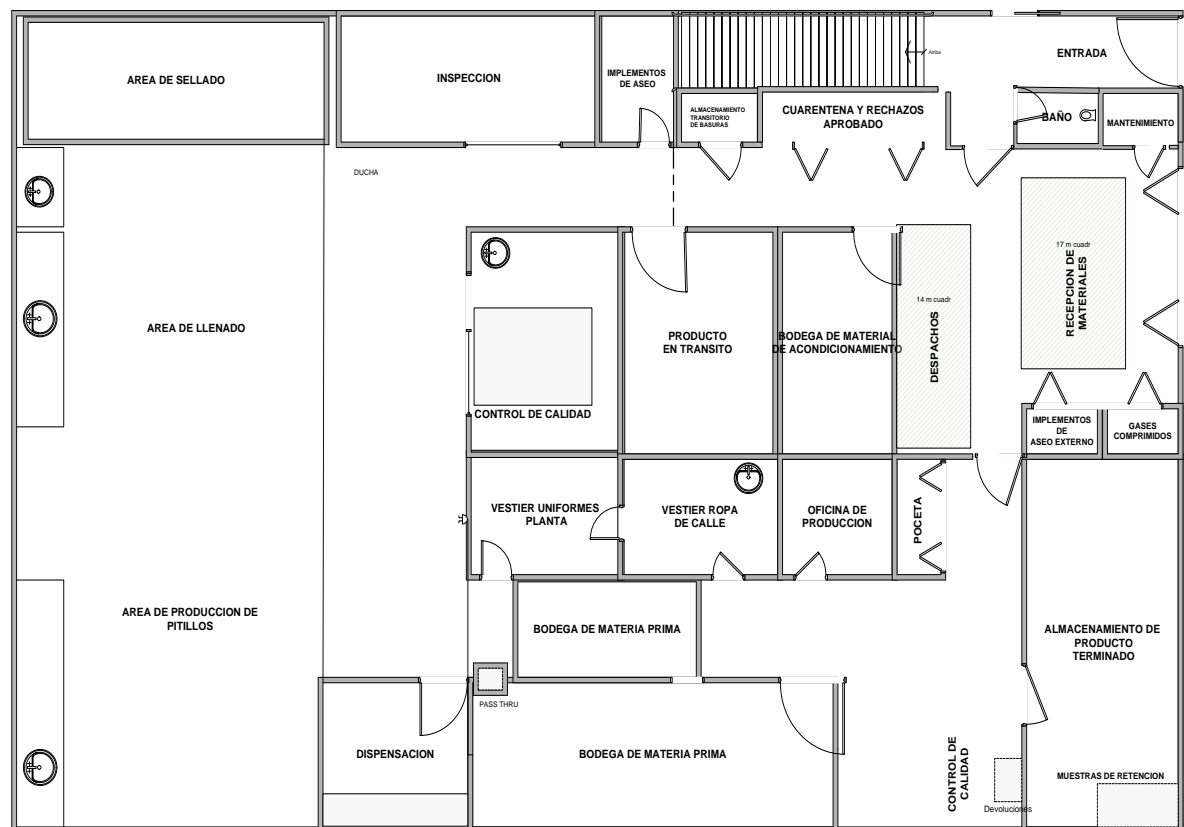 AREA DE SELLADO
INSPECCION
IMPLEMENTOS
DE ASEO
Arriba
ENTRADA
ALMACENAMIENTO
TRANSITORIO
DE BASURAS
CUARENTENA Y RECHAZOS
APROBADO
BAÑO
MANTENIMIENTO
DUCHA
AREA DE LLENADO
CONTROL DE CALIDAD
PRODUCTO
EN TRANSITO
BODEGA DE MATERIAL
DE ACONDICIONAMIENTO
14 m cuadr
DESPACHOS
17 m cuadr
RECEPCION DE
MATERIALES
IMPLEMENTOS
DE
ASEO EXTERNO
GASES
COMPRIMIDOS
VESTIER UNIFORMES
PLANTA
VESTIER ROPA
DE CALLE
OFICINA DE
PRODUCCION
POCETA
AREA DE PRODUCCION DE
PITILLOS
BODEGA DE MATERIA PRIMA
ALMACENAMIENTO DE
PRODUCTO
TERMINADO
PASS THRU
DISPENSACION
BODEGA DE MATERIA PRIMA
CONTROL DE
CALIDAD
Devoluciones
MUESTRAS DE RETENCION